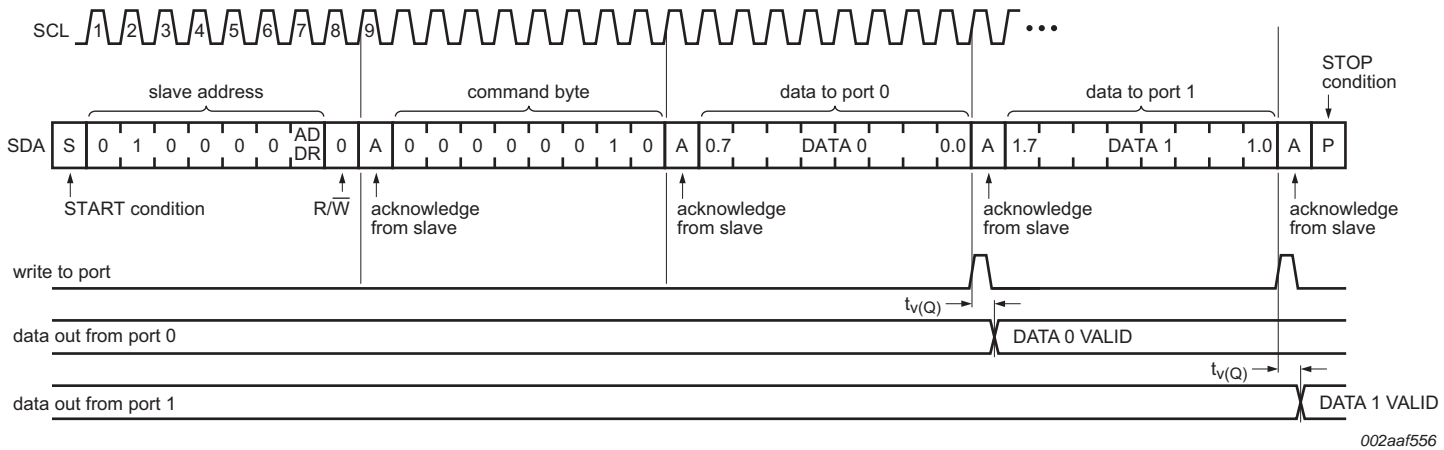 SCL 1 2 3 4 5 6 7 8 9
STOP
condition
slave address command byte data to port 0 data to port 1
SDA S 0 1 0 0 0 0 AD DR 0 A 0 0 0 0 0 0 1 0 A 0.7 DATA 0 0.0 A 1.7 DATA 1 1.0 A P
START condition R/W̅ acknowledge from slave acknowledge from slave acknowledge from slave acknowledge from slave
write to port
tv(Q)
data out from port 0 DATA 0 VALID
tv(Q)
data out from port 1 DATA 1 VALID
002aaf556